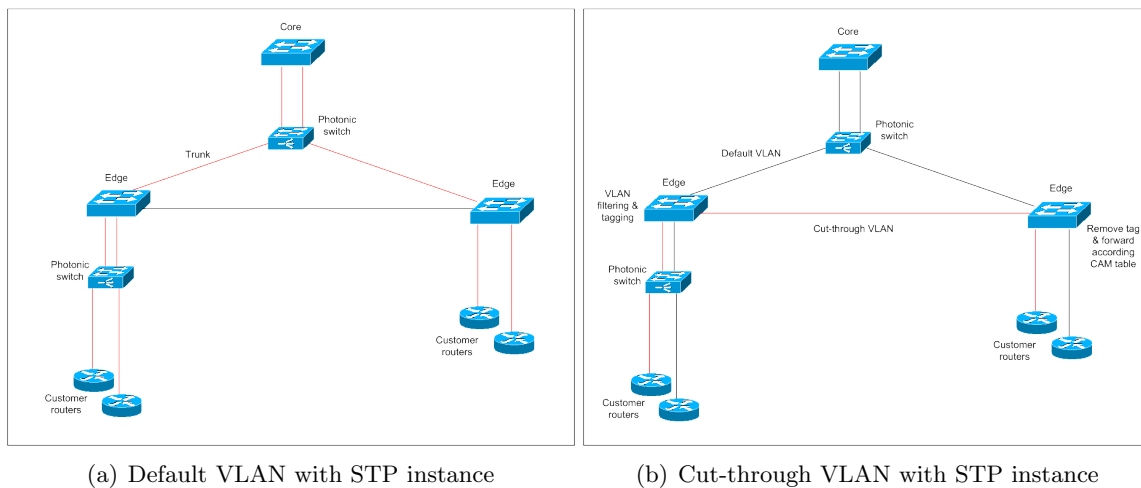 Core
Photonic
switch
Trunk
Edge
Edge
Photonic
switch
Customer
routers
Customer
routers
(a) Default VLAN with STP instance
Core
Photonic
switch
Default VLAN
VLAN
filtering &
tagging
Edge
Edge
Cut-through VLAN
Remove tag
& forward
according
CAM table
Photonic
switch
Customer
routers
Customer
routers
(b) Cut-through VLAN with STP instance